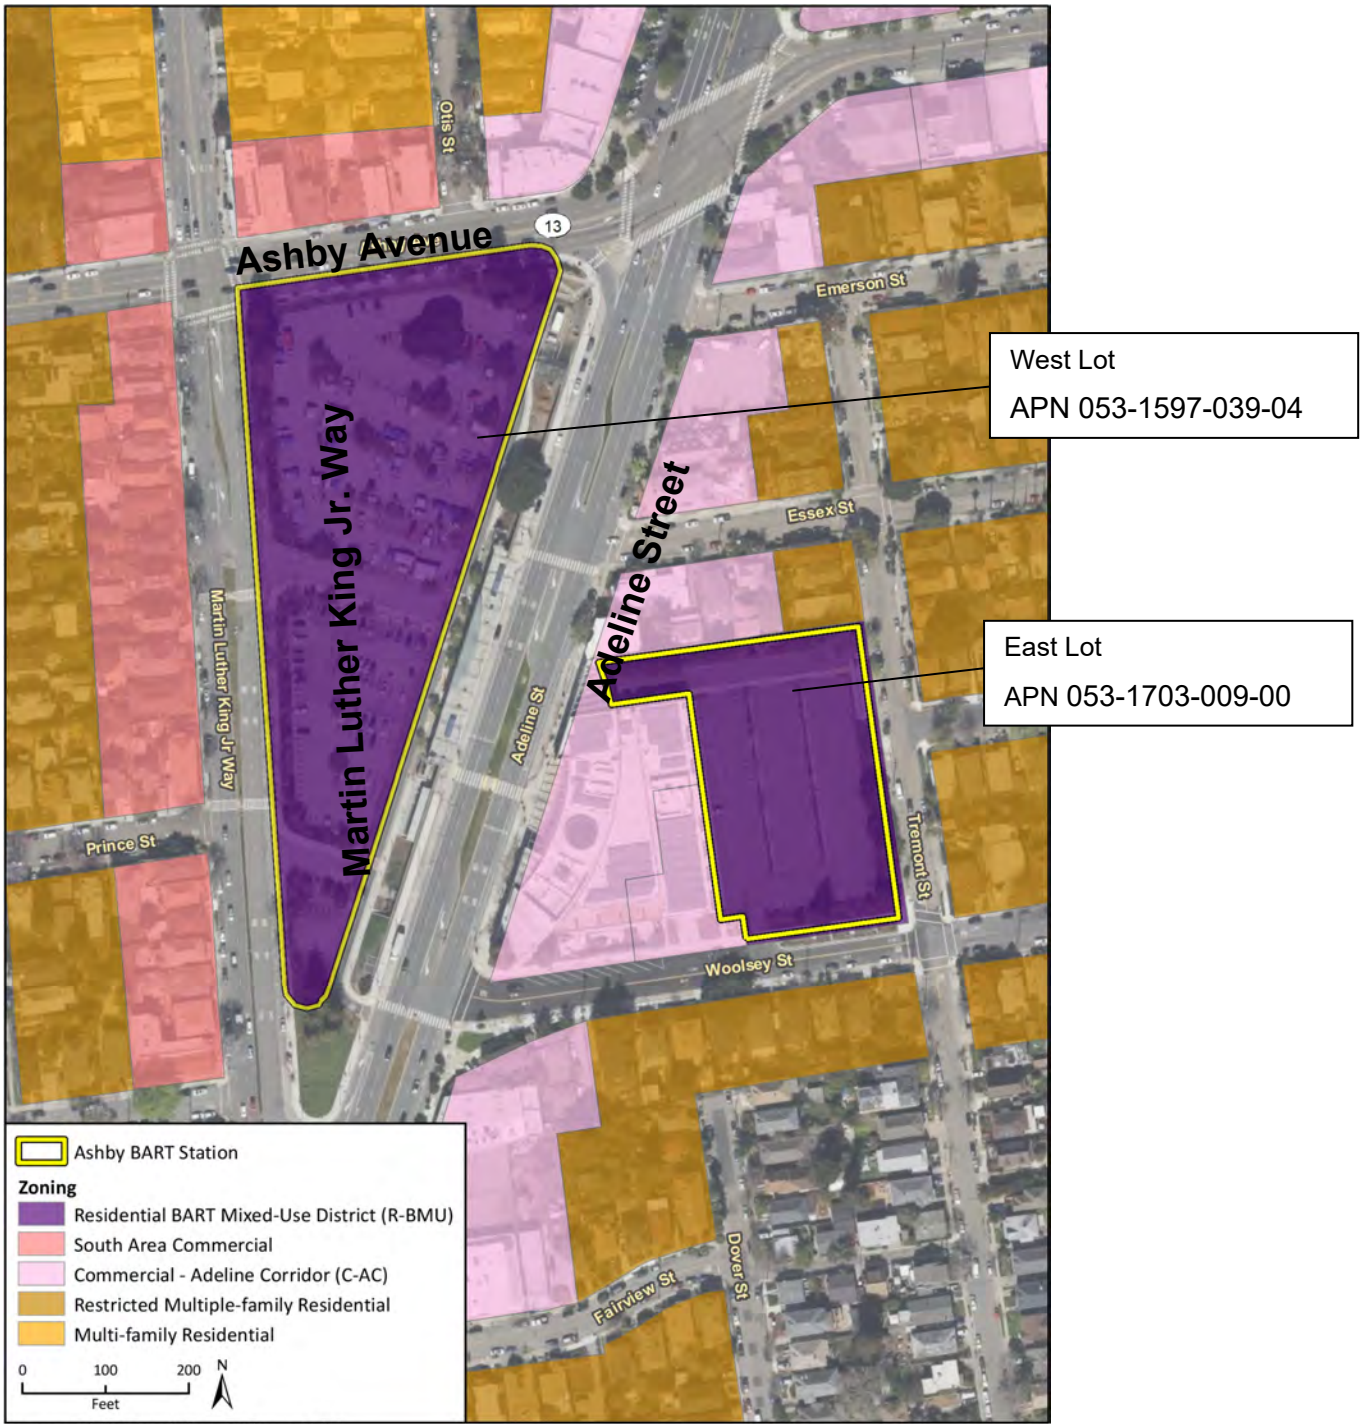 Otis St
13
Ashby Avenue
Emerson St
West Lot
APN 053-1597-039-04
Martin Luther King Jr. Way
Adeline Street
Essex St
Martin Luther King Jr Way
Adeline St
East Lot
APN 053-1703-009-00
Prince St
Tremont St
Woolsey St
Dover St
Fairview St
Ashby BART Station
Zoning
Residential BART Mixed-Use District (R-BMU)
South Area Commercial
Commercial - Adeline Corridor (C-AC)
Restricted Multiple-family Residential
Multi-family Residential
0 100 200 N
Feet